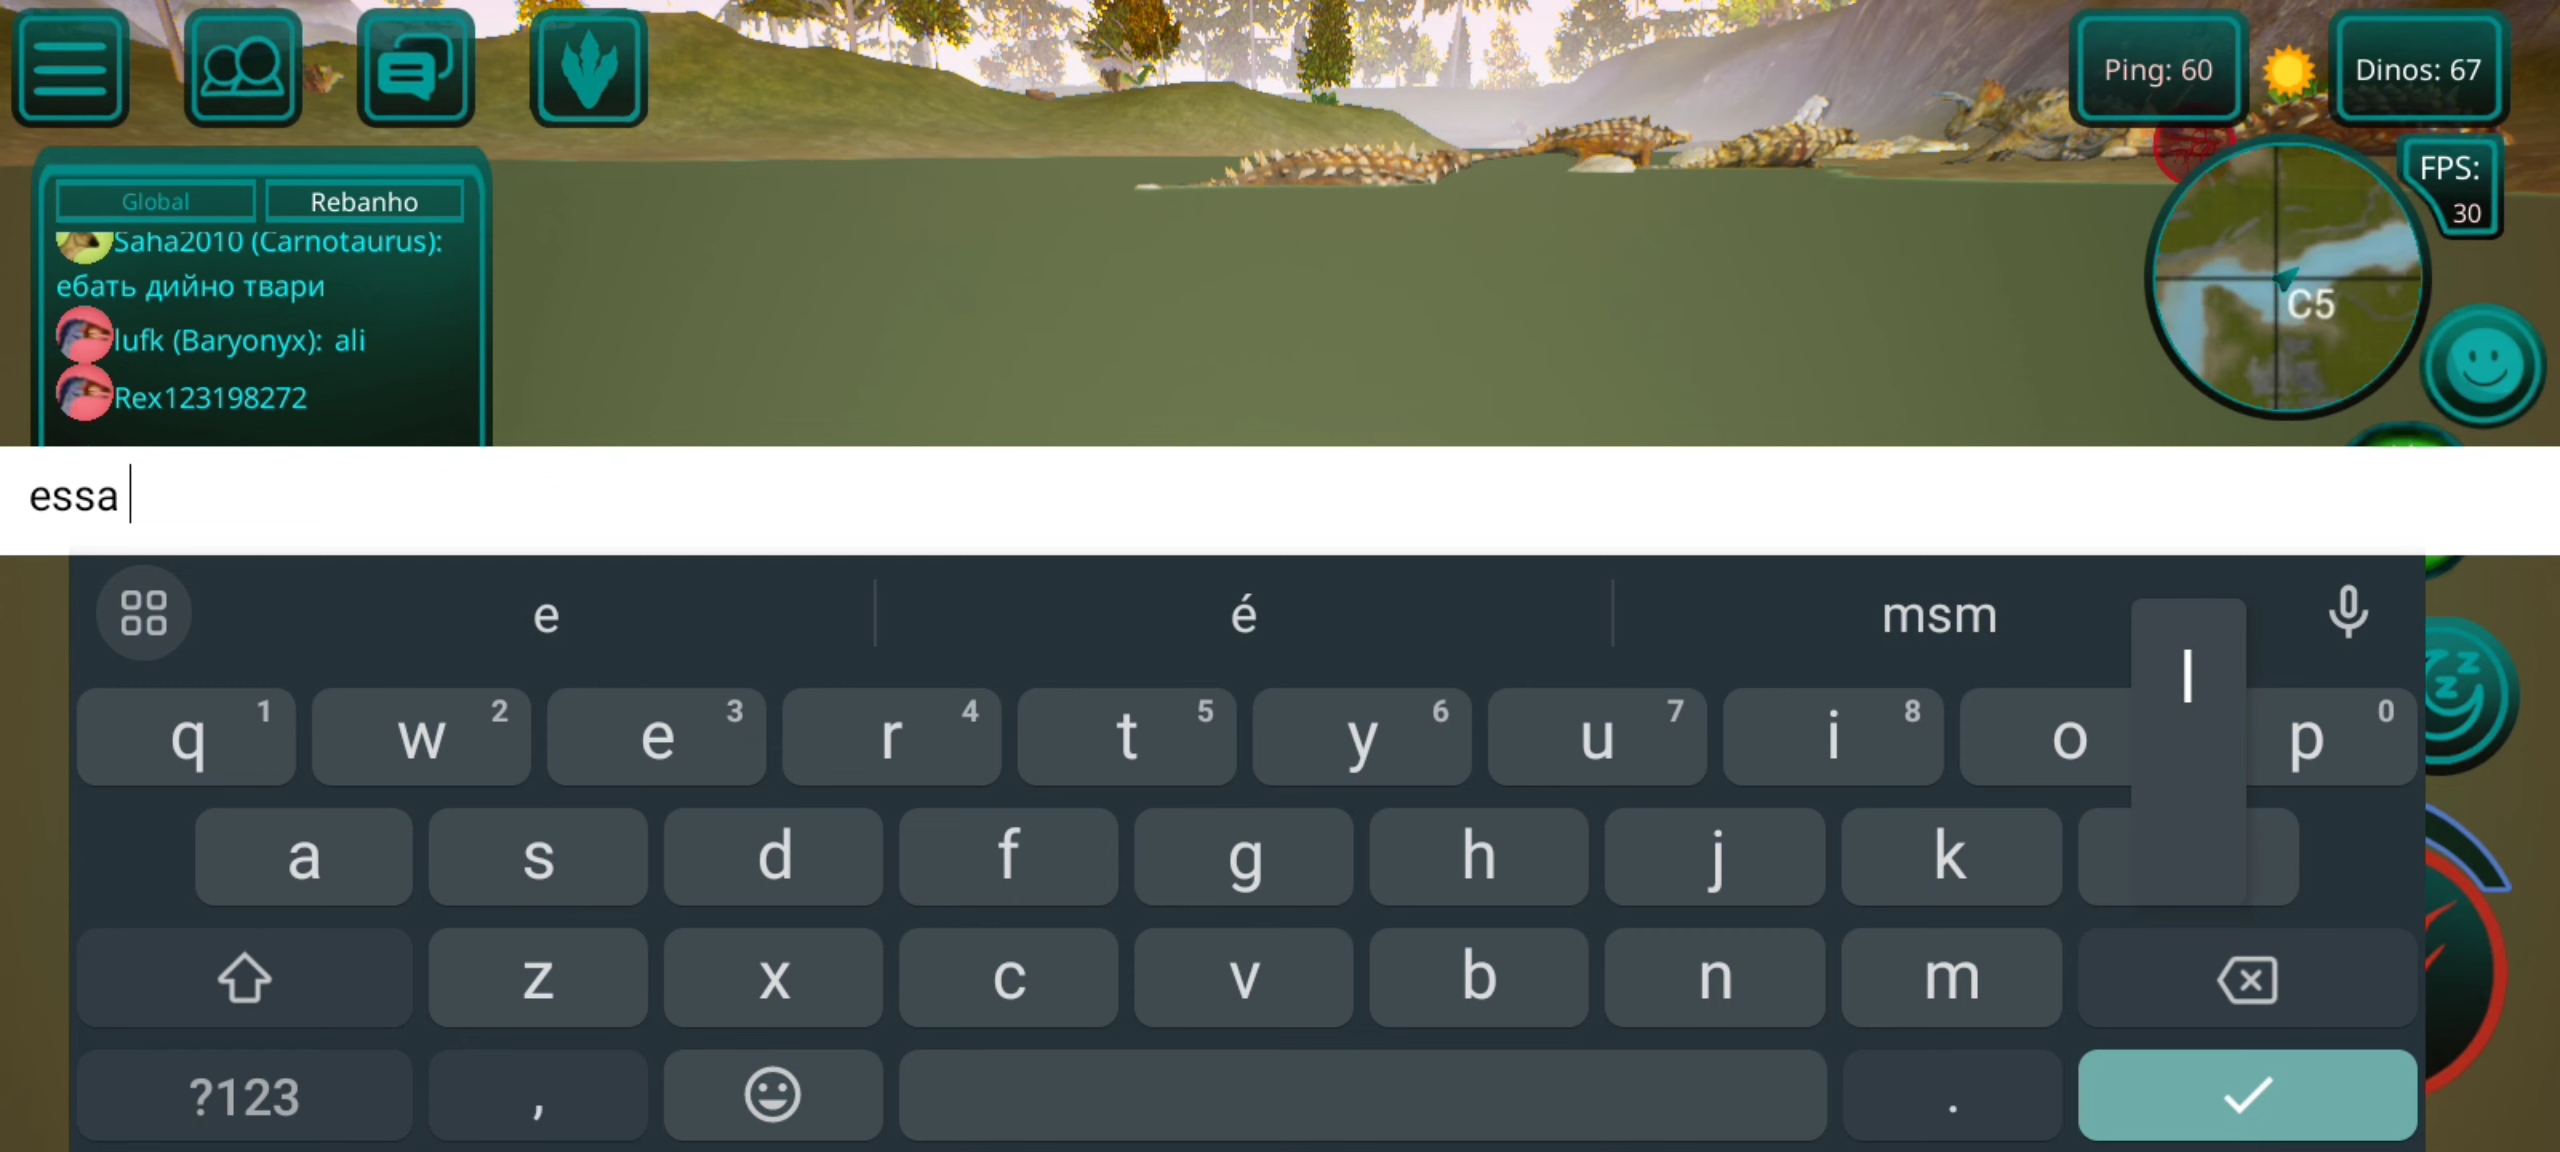 Ping: 60
Dinos: 67
FPS:
30
Global
Rebanho
Saha2010 (Carnotaurus):
ебать дийно твари
lufk (Baryonyx): ali
Rex123198272
C5
essa
e
é
msm
l
q 1 w 2 e 3 r 4 t 5 y 6 u 7 i 8 o p 0
a s d f g h j k
z x c v b n m
?123 , .
z z z